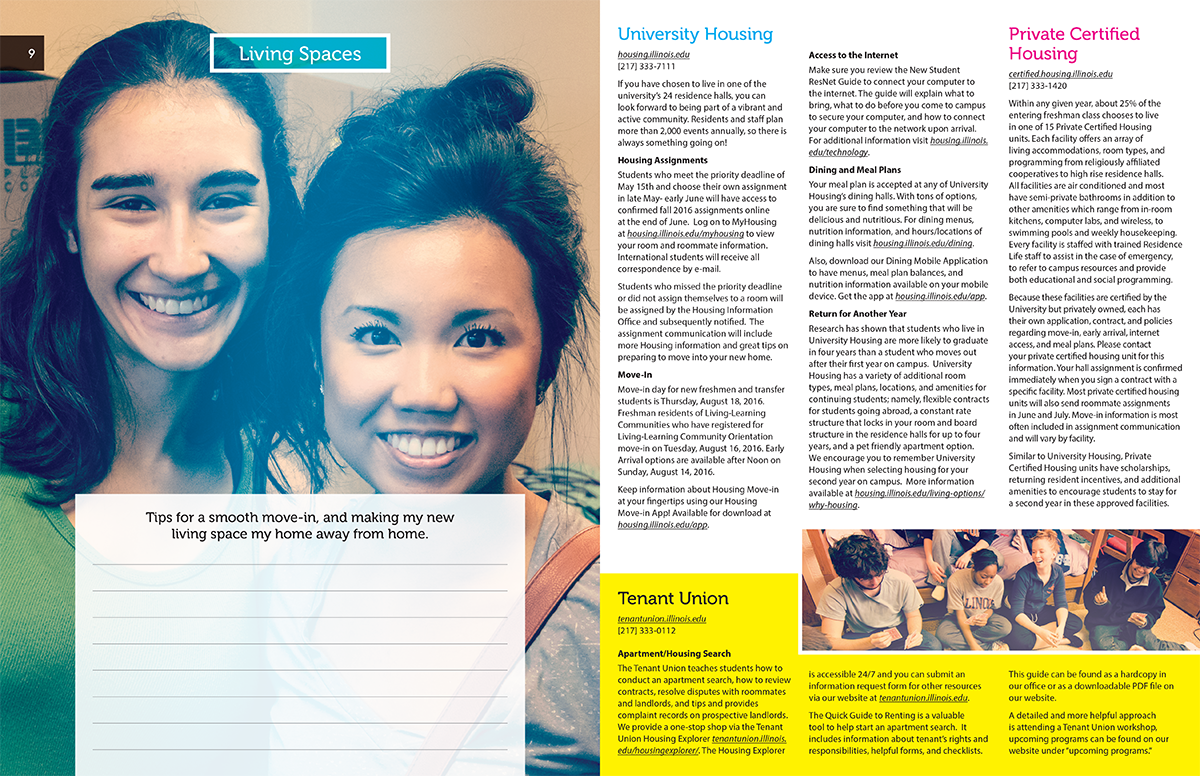 9
Living Spaces
Tips for a smooth move-in, and making my new
living space my home away from home.
University Housing
housing.illinois.edu
[217] 333-7111
If you have chosen to live in one of the
university's 24 residence halls, you can
look forward to being part of a vibrant and
active community. Residents and staff plan
more than 2,000 events annually, so there is
always something going on!
Housing Assignments
Students who meet the priority deadline of
May 15th and choose their own assignment
in late May- early June will have access to
confirmed fall 2016 assignments online
at the end of June.  Log on to MyHousing
at housing.illinois.edu/myhousing to view
your room and roommate information.
International students will receive all
correspondence by e-mail.
Students who missed the priority deadline
or did not assign themselves to a room will
be assigned by the Housing Information
Office and subsequently notified.  The
assignment communication will include
more Housing information and great tips on
preparing to move into your new home.
Move-In
Move-in day for new freshmen and transfer
students is Thursday, August 18, 2016.
Freshman residents of Living-Learning
Communities who have registered for
Living-Learning Community Orientation
move-in on Tuesday, August 16, 2016. Early
Arrival options are available after Noon on
Sunday, August 14, 2016.
Keep information about Housing Move-in
at your fingertips using our Housing
Move-in App! Available for download at
housing.illinois.edu/app.
Access to the Internet
Make sure you review the New Student
ResNet Guide to connect your computer to
the internet. The guide will explain what to
bring, what to do before you come to campus
to secure your computer, and how to connect
your computer to the network upon arrival.
For additional information visit housing.illinois.
edu/technology.
Dining and Meal Plans
Your meal plan is accepted at any of University
Housing's dining halls. With tons of options,
you are sure to find something that will be
delicious and nutritious. For dining menus,
nutrition information, and hours/locations of
dining halls visit housing.illinois.edu/dining.
Also, download our Dining Mobile Application
to have menus, meal plan balances, and
nutrition information available on your mobile
device. Get the app at housing.illinois.edu/app.
Return for Another Year
Research has shown that students who live in
University Housing are more likely to graduate
in four years than a student who moves out
after their first year on campus.  University
Housing has a variety of additional room
types, meal plans, locations, and amenities for
continuing students; namely, flexible contracts
for students going abroad, a constant rate
structure that locks in your room and board
structure in the residence halls for up to four
years, and a pet friendly apartment option.
We encourage you to remember University
Housing when selecting housing for your
second year on campus.  More information
available at housing.illinois.edu/living-options/
why-housing.
Private Certified
Housing
certified.housing.illinois.edu
[217] 333-1420
Within any given year, about 25% of the
entering freshman class chooses to live
in one of 15 Private Certified Housing
units. Each facility offers an array of
living accommodations, room types, and
programming from religiously affiliated
cooperatives to high rise residence halls.
All facilities are air conditioned and most
have semi-private bathrooms in addition to
other amenities which range from in-room
kitchens, computer labs, and wireless, to
swimming pools and weekly housekeeping.
Every facility is staffed with trained Residence
Life staff to assist in the case of emergency,
to refer to campus resources and provide
both educational and social programming.
Because these facilities are certified by the
University but privately owned, each has
their own application, contract, and policies
regarding move-in, early arrival, internet
access, and meal plans. Please contact
your private certified housing unit for this
information. Your hall assignment is confirmed
immediately when you sign a contract with a
specific facility. Most private certified housing
units will also send roommate assignments
in June and July. Move-in information is most
often included in assignment communication
and will vary by facility.
Similar to University Housing, Private
Certified Housing units have scholarships,
returning resident incentives, and additional
amenities to encourage students to stay for
a second year in these approved facilities.
ILLINOIS
Tenant Union
tenantunion.illinois.edu
[217] 333-0112
Apartment/Housing Search
The Tenant Union teaches students how to
conduct an apartment search, how to review
contracts, resolve disputes with roommates
and landlords, and tips and provides
complaint records on prospective landlords.
We provide a one-stop shop via the Tenant
Union Housing Explorer tenantunion.illinois.
edu/housingexplorer/. The Housing Explorer
is accessible 24/7 and you can submit an
information request form for other resources
via our website at tenantunion.illinois.edu.
The Quick Guide to Renting is a valuable
tool to help start an apartment search.  It
includes information about tenant's rights and
responsibilities, helpful forms, and checklists.
This guide can be found as a hardcopy in
our office or as a downloadable PDF file on
our website.
A detailed and more helpful approach
is attending a Tenant Union workshop,
upcoming programs can be found on our
website under "upcoming programs."